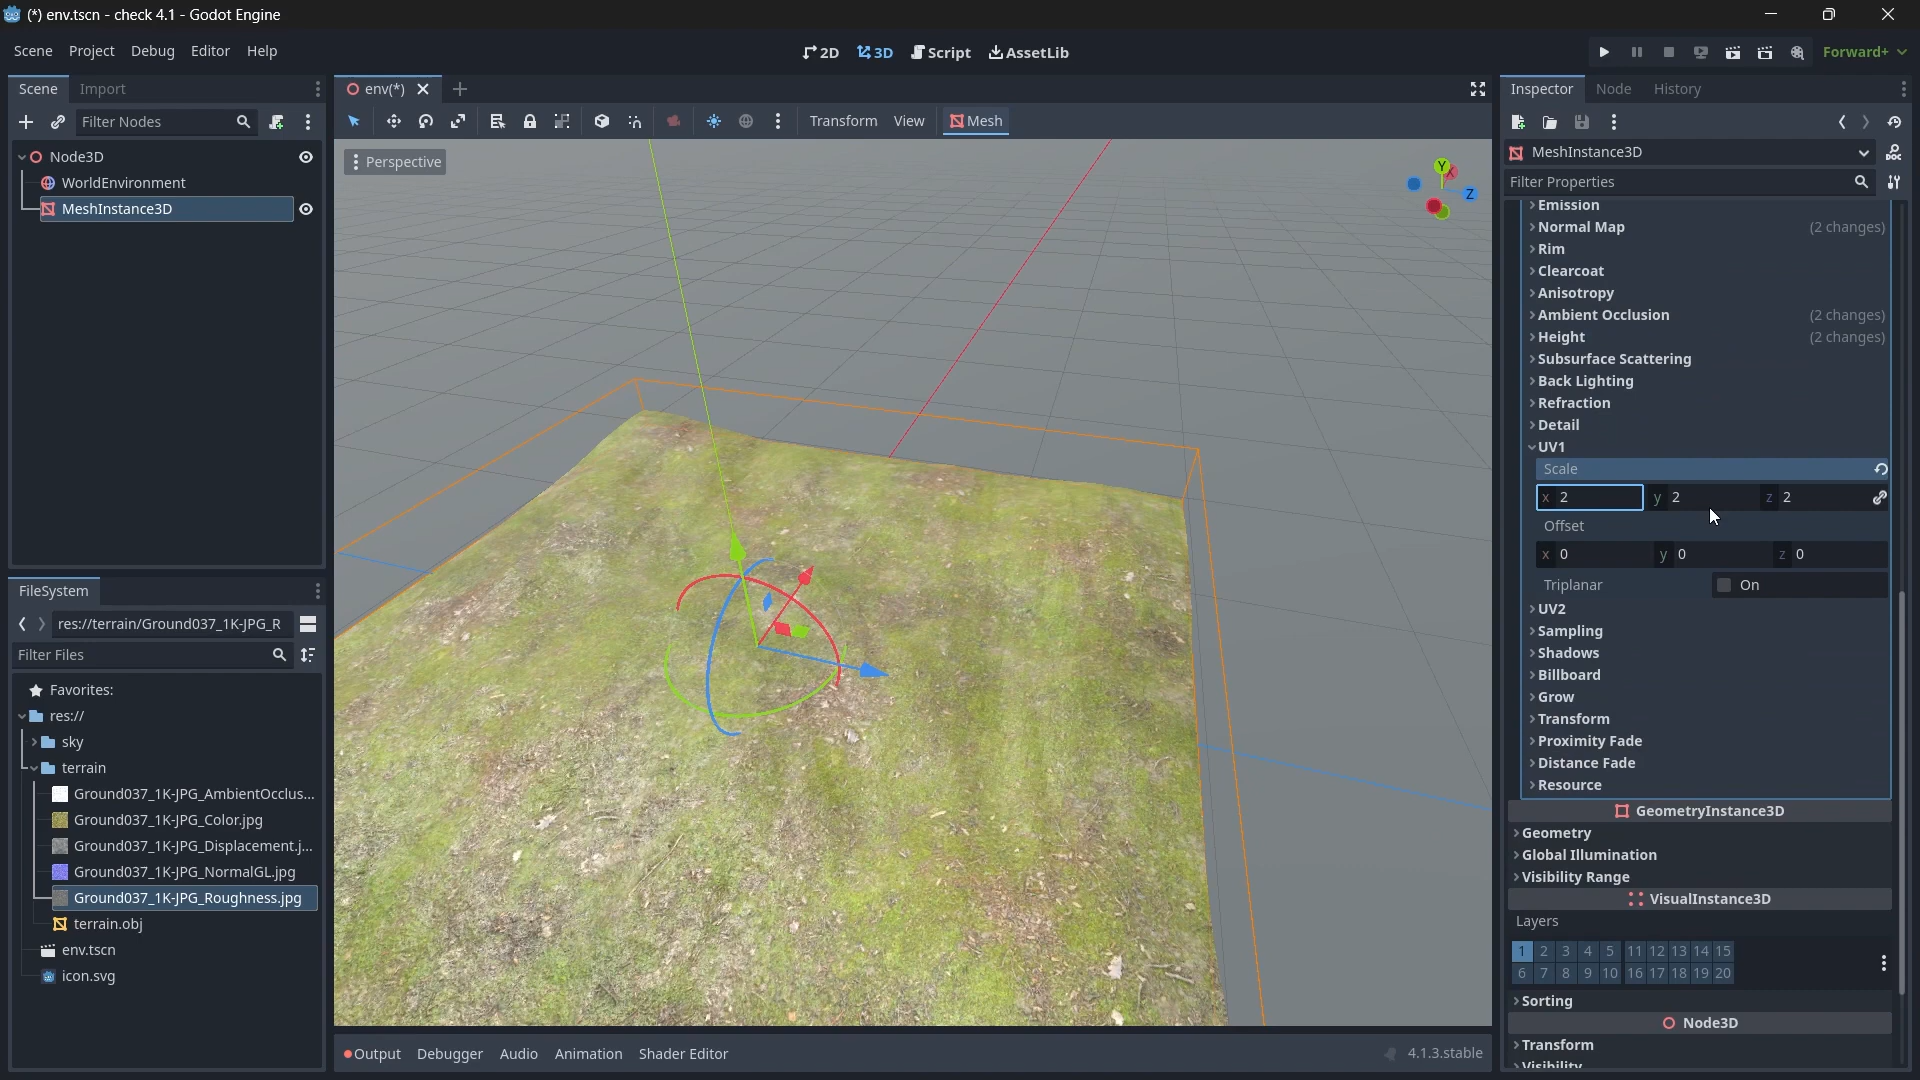 (*) env.tscn - check 4.1 - Godot Engine
Scene Project Debug Editor Help
2D 3D Script AssetLib
Forward+
Scene Import
Filter Nodes
Node3D
WorldEnvironment
MeshInstance3D
FileSystem
res://terrain/Ground037_1K-JPG_R
Filter Files
Favorites:
res://
sky
terrain
Ground037_1K-JPG_AmbientOcclus...
Ground037_1K-JPG_Color.jpg
Ground037_1K-JPG_Displacement.j...
Ground037_1K-JPG_NormalGL.jpg
Ground037_1K-JPG_Roughness.jpg
terrain.obj
env.tscn
icon.svg
env(*)
Transform View Mesh
Perspective
Y
X
Z
Output Debugger Audio Animation Shader Editor
4.1.3.stable
Inspector Node History
MeshInstance3D
DOC
Filter Properties
Emission
Normal Map (2 changes)
Rim
Clearcoat
Anisotropy
Ambient Occlusion (2 changes)
Height (2 changes)
Subsurface Scattering
Back Lighting
Refraction
Detail
UV1
Scale
x 2 y 2 z 2
Offset
x 0 y 0 z 0
Triplanar On
UV2
Sampling
Shadows
Billboard
Grow
Transform
Proximity Fade
Distance Fade
Resource
GeometryInstance3D
Geometry
Global Illumination
Visibility Range
VisualInstance3D
Layers
1 2 3 4 5 11 12 13 14 15
6 7 8 9 10 16 17 18 19 20
Sorting
Node3D
Transform
Visibility